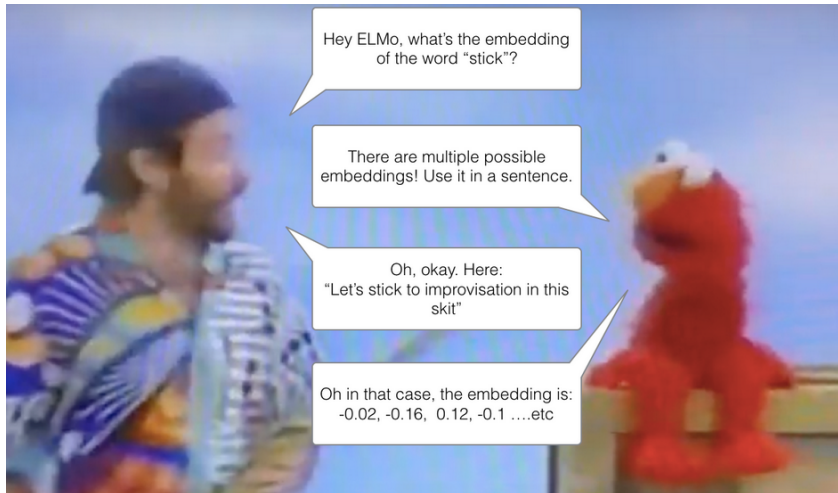 Hey ELMo, what's the embedding
of the word “stick”?
There are multiple possible
embeddings! Use it in a sentence.
Oh, okay. Here:
“Let's stick to improvisation in this
skit”
Oh in that case, the embedding is:
-0.02, -0.16, 0.12, -0.1 ….etc